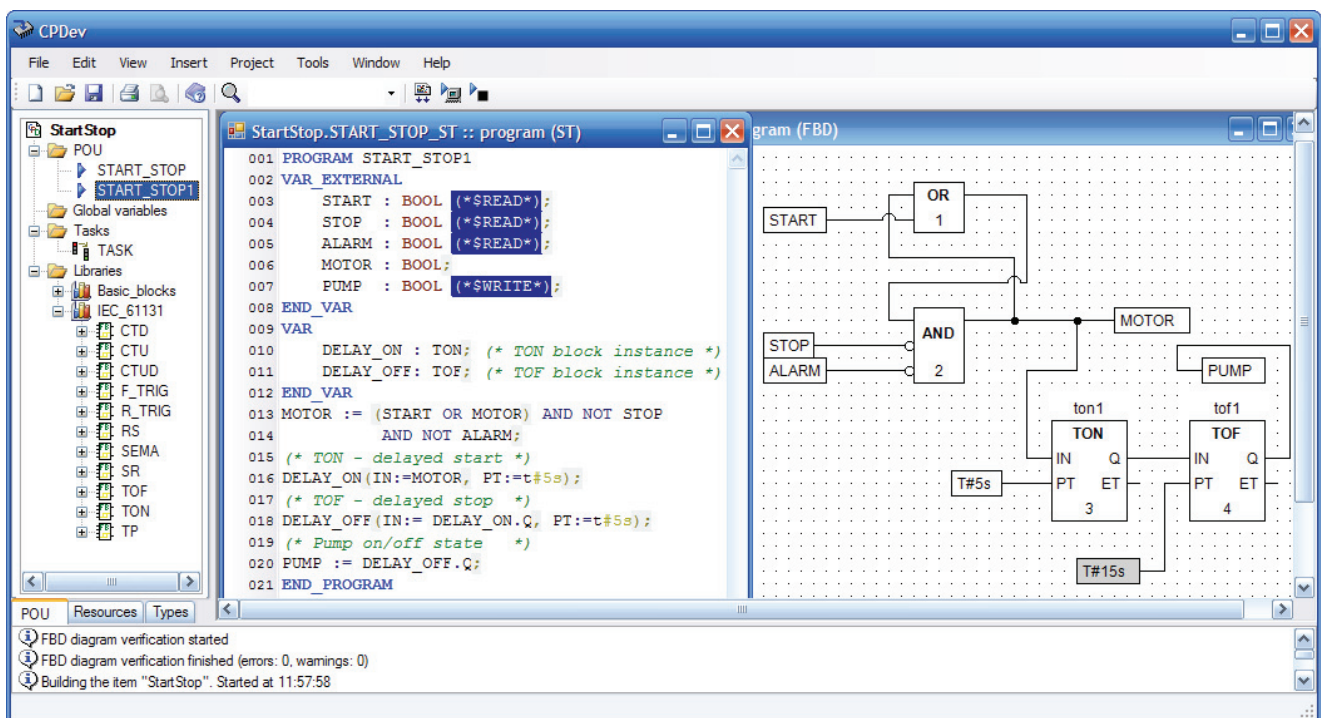 CPDev
File Edit View Insert Project Tools Window Help
StartStop
POU
START_STOP
START_STOP1
Global variables
Tasks
TASK
Libraries
Basic_blocks
IEC_61131
CTD
CTU
CTUD
F_TRIG
R_TRIG
RS
SEMA
SR
TOF
TON
TP
POU Resources Types
StartStop.START_STOP_ST :: program (ST)
001 PROGRAM START_STOP1
002 VAR_EXTERNAL
003 START : BOOL (*$READ*);
004 STOP : BOOL (*$READ*);
005 ALARM : BOOL (*$READ*);
006 MOTOR : BOOL;
007 PUMP : BOOL (*$WRITE*);
008 END_VAR
009 VAR
010 DELAY_ON : TON; (* TON block instance *)
011 DELAY_OFF: TOF; (* TOF block instance *)
012 END_VAR
013 MOTOR := (START OR MOTOR) AND NOT STOP
014 AND NOT ALARM;
015 (* TON - delayed start *)
016 DELAY_ON(IN:=MOTOR, PT:=t#5s);
017 (* TOF - delayed stop *)
018 DELAY_OFF(IN:= DELAY_ON.Q, PT:=t#5s);
019 (* Pump on/off state *)
020 PUMP := DELAY_OFF.Q;
021 END_PROGRAM
gram (FBD)
OR
START 1
MOTOR
AND
STOP
ALARM 2
PUMP
ton1 tof1
TON TOF
IN Q IN Q
T#5s PT ET PT ET
3 4
T#15s
FBD diagram verification started
FBD diagram verification finished (errors: 0, warnings: 0)
Building the item "StartStop". Started at 11:57:58